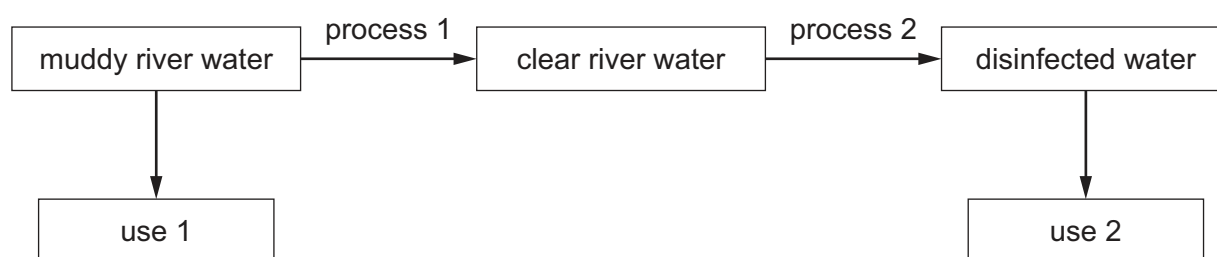 process 1
process 2
muddy river water
clear river water
disinfected water
use 1
use 2